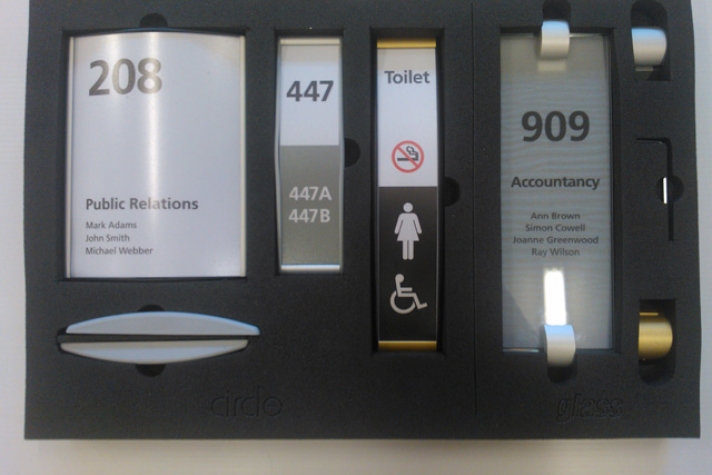 208
Public Relations
Mark Adams
John Smith
Michael Webber
447
447A
447B
Toilet
909
Accountancy
Ann Brown
Simon Cowell
Joanne Greenwood
Ray Wilson
circle
glass